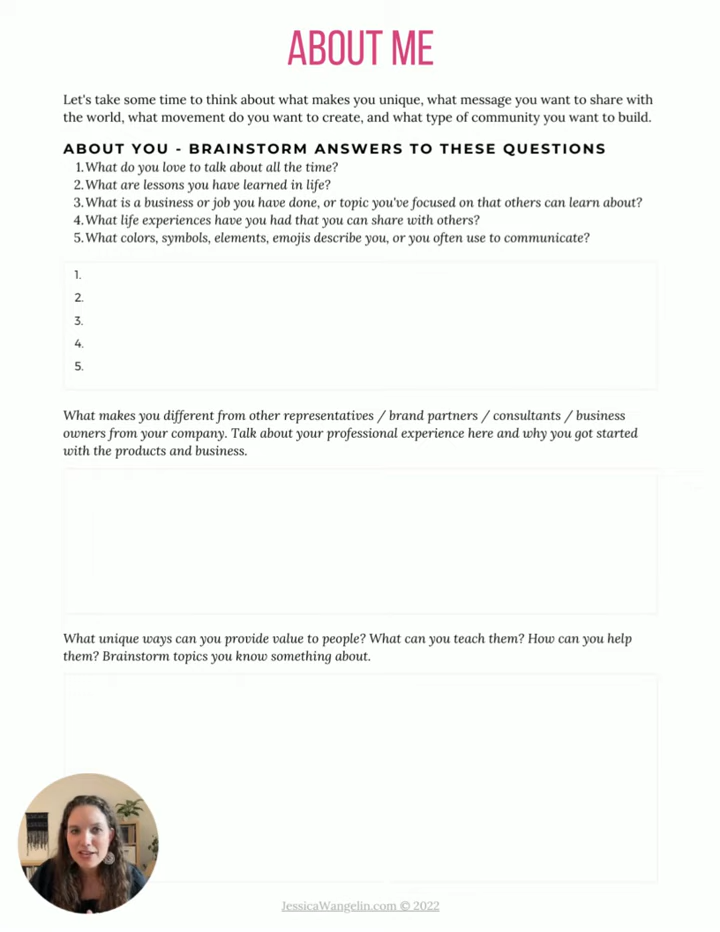 ABOUT ME
Let's take some time to think about what makes you unique, what message you want to share with
the world, what movement do you want to create, and what type of community you want to build.
ABOUT YOU - BRAINSTORM ANSWERS TO THESE QUESTIONS
1. What do you love to talk about all the time?
2. What are lessons you have learned in life?
3. What is a business or job you have done, or topic you've focused on that others can learn about?
4. What life experiences have you had that you can share with others?
5. What colors, symbols, elements, emojis describe you, or you often use to communicate?
1.
2.
3.
4.
5.
What makes you different from other representatives / brand partners / consultants / business
owners from your company. Talk about your professional experience here and why you got started
with the products and business.
What unique ways can you provide value to people? What can you teach them? How can you help
them? Brainstorm topics you know something about.
JessicaWangelin.com © 2022